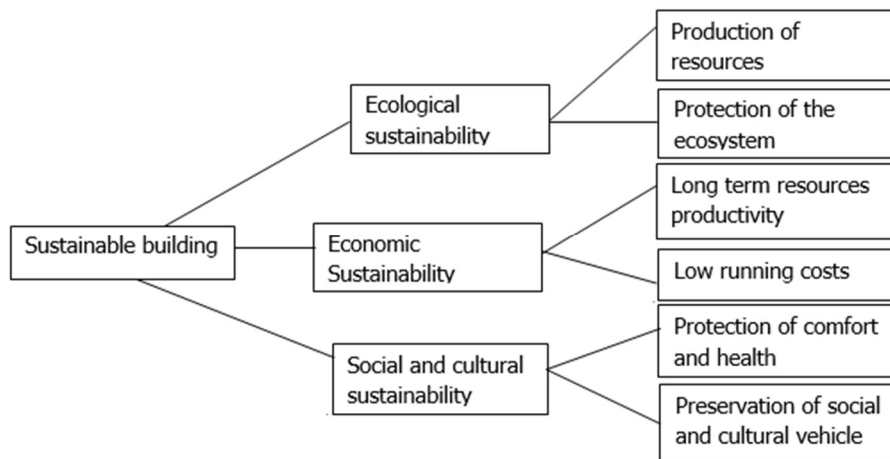 Production of
resources
Ecological
sustainability
Protection of the
ecosystem
Long term resources
productivity
Sustainable building
Economic
Sustainability
Low running costs
Protection of comfort
and health
Social and cultural
sustainability
Preservation of social
and cultural vehicle